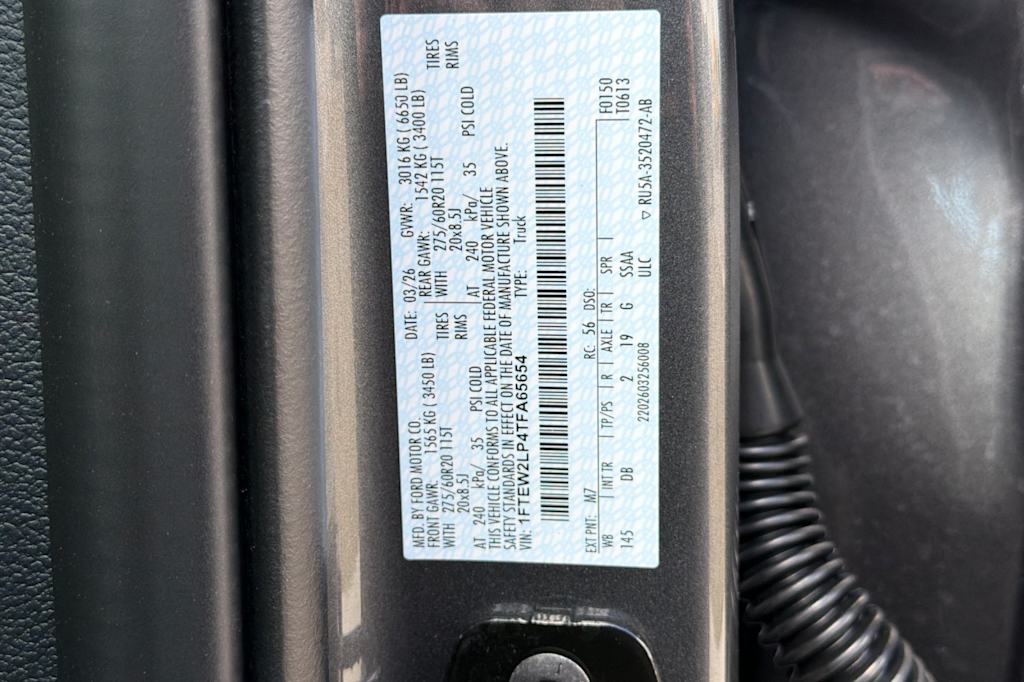 MFD. BY FORD MOTOR CO.
DATE: 03/26 GVWR: 3016 KG ( 6650 LB)
FRONT GAWR: 1565 KG ( 3450 LB)
REAR GAWR: 1542 KG ( 3400 LB)
WITH 275/60R20 115T TIRES
WITH 275/60R20 115T TIRES
20x8.5J RIMS
20x8.5J RIMS
AT 240 kPa/ 35 PSI COLD
AT 240 kPa/ 35 PSI COLD
THIS VEHICLE CONFORMS TO ALL APPLICABLE FEDERAL MOTOR VEHICLE
SAFETY STANDARDS IN EFFECT ON THE DATE OF MANUFACTURE SHOWN ABOVE.
VIN: 1FTEW2LP4TFA65654 TYPE: Truck
EXT PNT: M7 RC: 56 DSO: F0150
WB INT TR TP/PS R AXLE TR SPR T0613
145 DB 2 19 G SSAA
2202603256008 ULC ▽ RU5A-3520472-AB